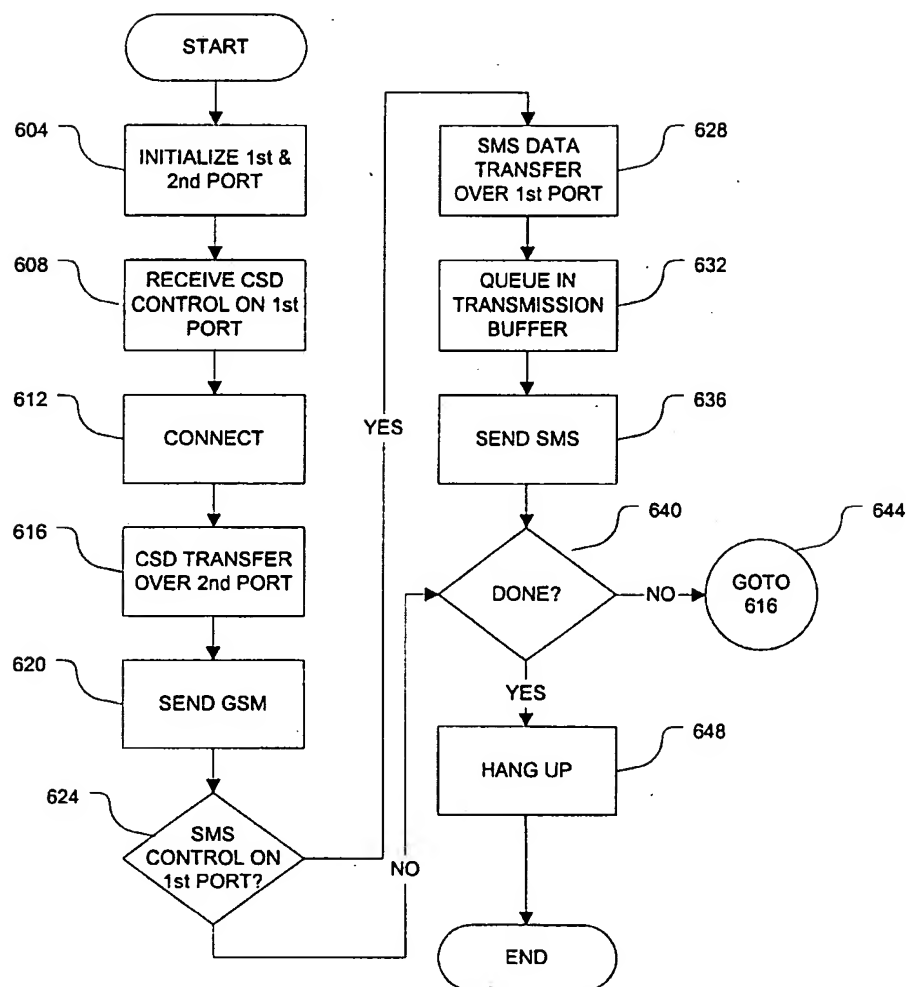 START
604
INITIALIZE 1st &
2nd PORT
608
RECEIVE CSD
CONTROL ON 1st
PORT
612
CONNECT
616
CSD TRANSFER
OVER 2nd PORT
620
SEND GSM
624
SMS
CONTROL ON
1st PORT?
YES
NO
628
SMS DATA
TRANSFER
OVER 1st PORT
632
QUEUE IN
TRANSMISSION
BUFFER
636
SEND SMS
640
DONE?
NO
644
GOTO
616
YES
648
HANG UP
END